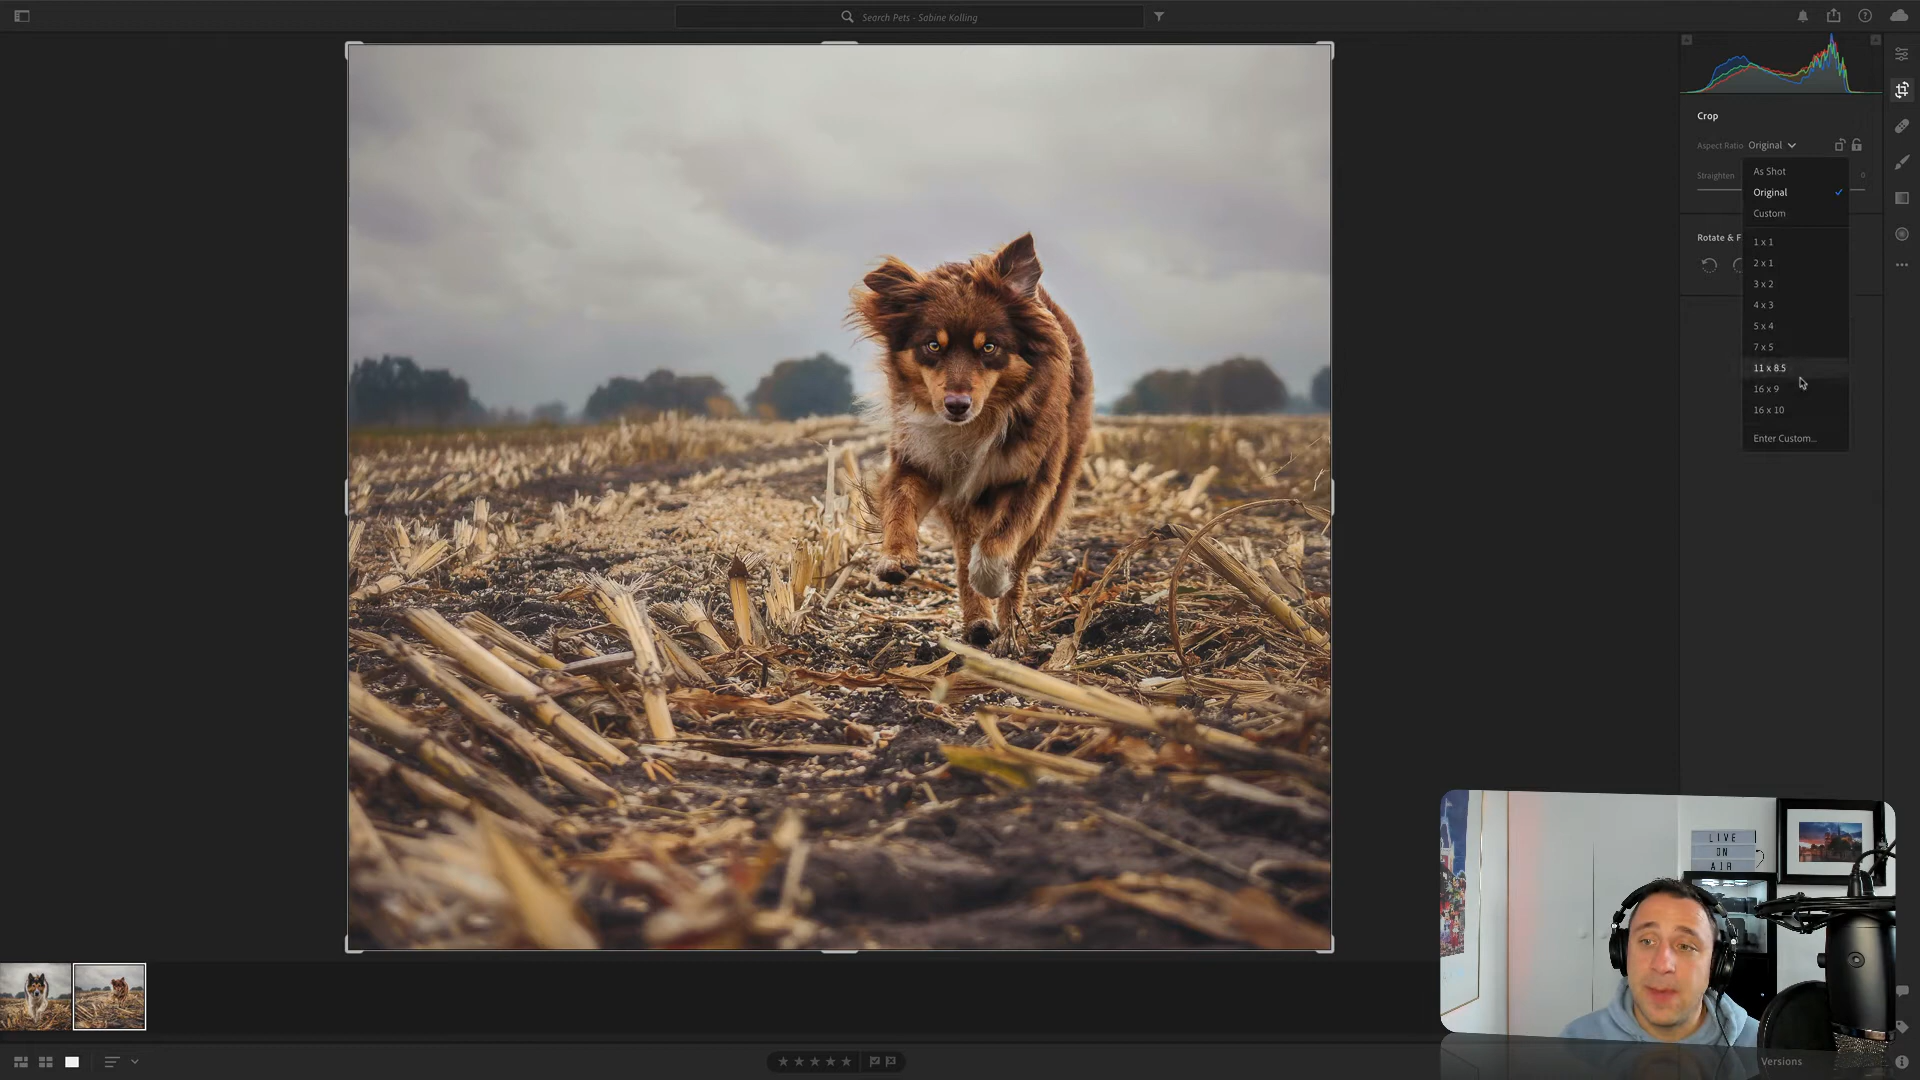 Search Pets - Sabine Kolling
Crop
Aspect Ratio Original
Straighten 0
As Shot
Original
Custom
Rotate & F
1 x 1
2 x 1
3 x 2
4 x 3
5 x 4
7 x 5
11 x 8.5
16 x 9
16 x 10
Enter Custom...
LIVE
ON
AIR
Versions